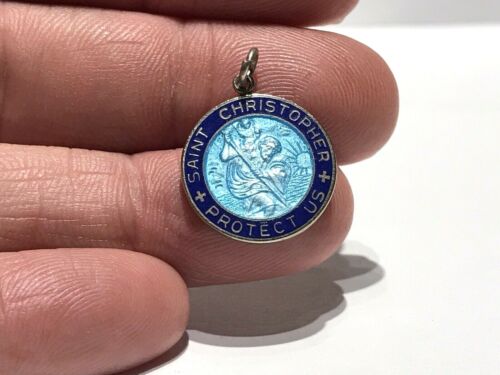 SAINT CHRISTOPHER
+ PROTECT US +